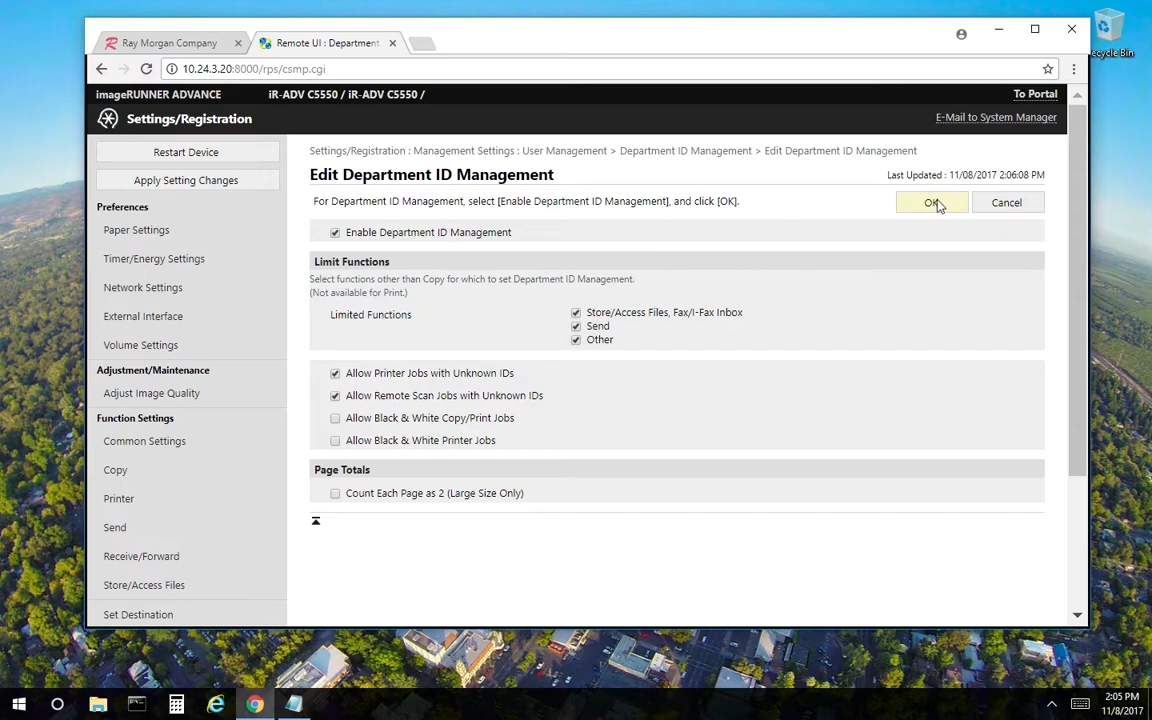 Ray Morgan Company
Remote UI : Department
10.24.3.20:8000/rps/csmp.cgi
imageRUNNER ADVANCE
iR-ADV C5550 / iR-ADV C5550 /
To Portal
Settings/Registration
E-Mail to System Manager
Restart Device
Apply Setting Changes
Preferences
Paper Settings
Timer/Energy Settings
Network Settings
External Interface
Volume Settings
Adjustment/Maintenance
Adjust Image Quality
Function Settings
Common Settings
Copy
Printer
Send
Receive/Forward
Store/Access Files
Set Destination
Settings/Registration : Management Settings : User Management > Department ID Management > Edit Department ID Management
Edit Department ID Management
Last Updated : 11/08/2017 2:06:08 PM
For Department ID Management, select [Enable Department ID Management], and click [OK].
OK
Cancel
Enable Department ID Management
Limit Functions
Select functions other than Copy for which to set Department ID Management.
(Not available for Print.)
Limited Functions
Store/Access Files, Fax/I-Fax Inbox
Send
Other
Allow Printer Jobs with Unknown IDs
Allow Remote Scan Jobs with Unknown IDs
Allow Black & White Copy/Print Jobs
Allow Black & White Printer Jobs
Page Totals
Count Each Page as 2 (Large Size Only)
ecycle Bin
2:05 PM
11/8/2017